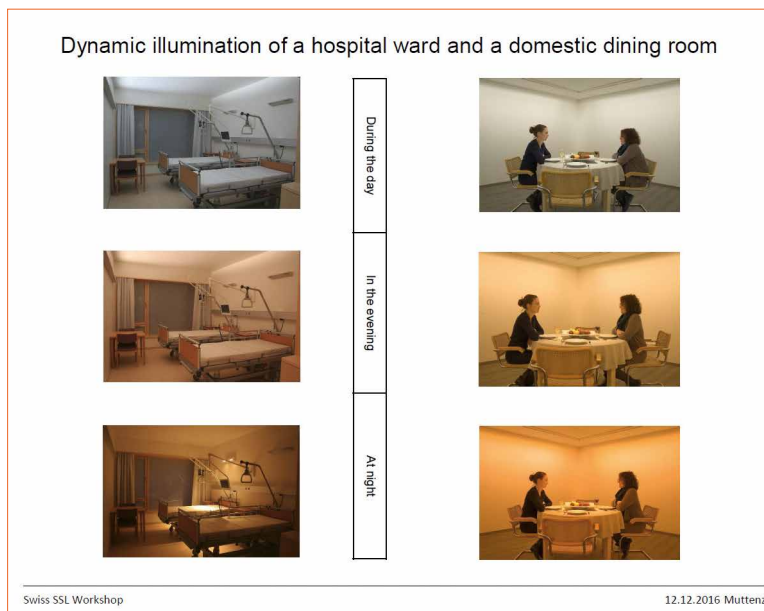 Dynamic illumination of a hospital ward and a domestic dining room
During the day
In the evening
At night
Swiss SSL Workshop
12.12.2016 Muttenz